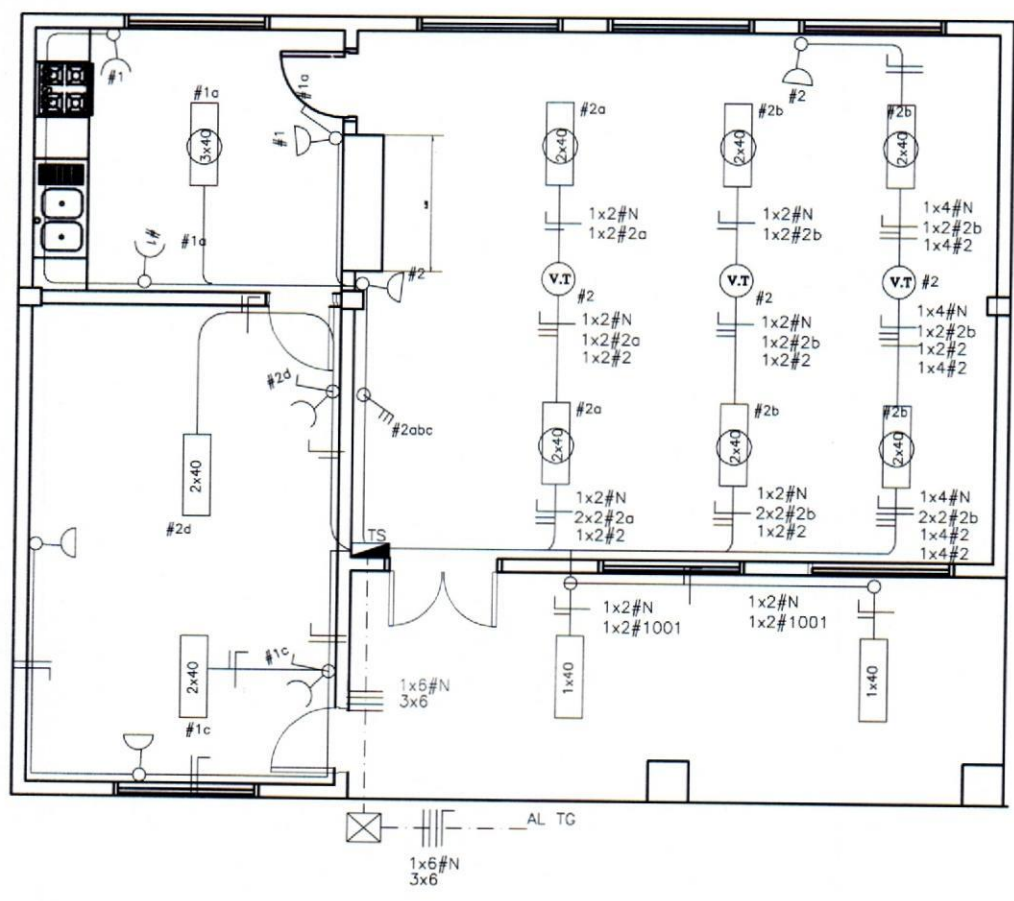 #1
#1a
#1a
3x40
#1
#1
#1a
#2
#2a
2x40
#2b
2x40
#2b
2x40
#2
1x2#N
1x2#2a
1x2#N
1x2#2b
1x4#N
1x2#2b
1x4#2
V.T
#2
V.T
#2
V.T
#2
1x2#N
1x2#2a
1x2#2
1x2#N
1x2#2b
1x2#2
1x4#N
1x2#2b
1x2#2
1x4#2
#2d
#2abc
#2a
2x40
#2b
2x40
#2b
2x40
2x40
#2d
1x2#N
2x2#2a
1x2#2
1x2#N
2x2#2b
1x2#2
1x4#N
2x2#2b
1x4#2
1x4#2
TS
1x2#N
1x2#1001
1x2#N
1x2#1001
2x40
#1c
#1c
1x6#N
3x6
1x40
1x40
AL TG
1x6#N
3x6